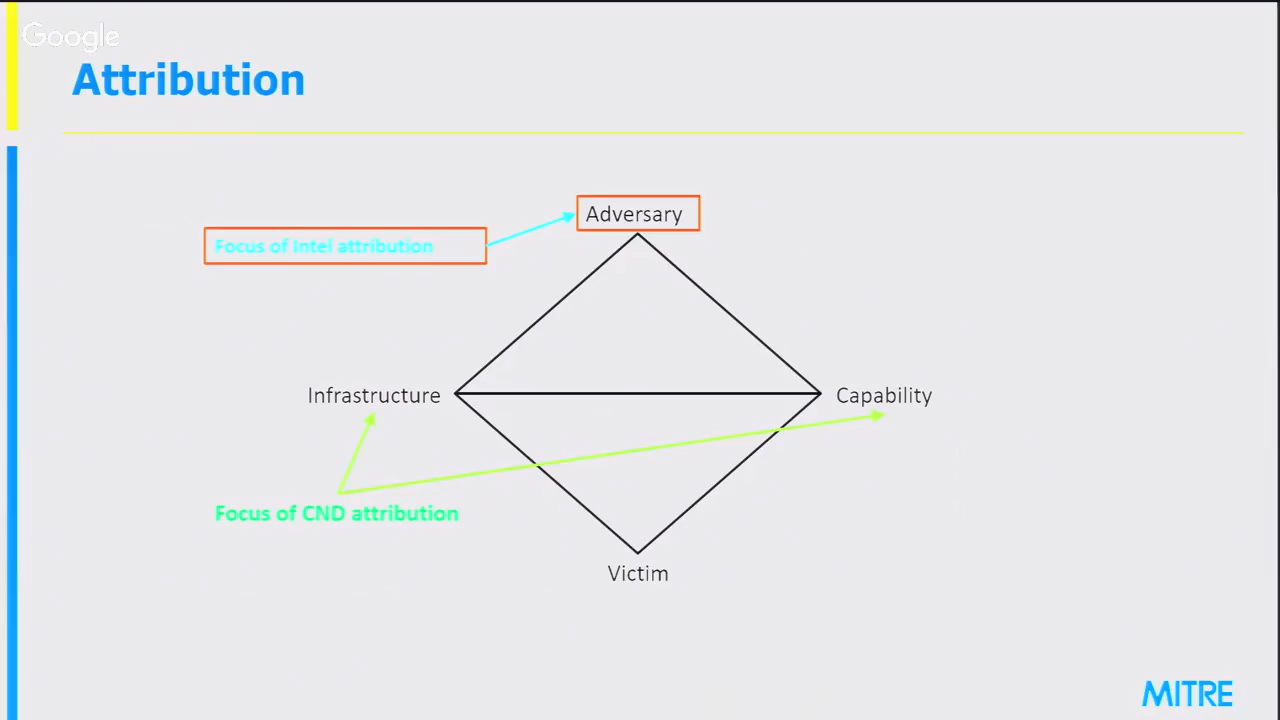 Google
Attribution
Adversary
Focus of Intel attribution
Infrastructure
Capability
Focus of CND attribution
Victim
MITRE